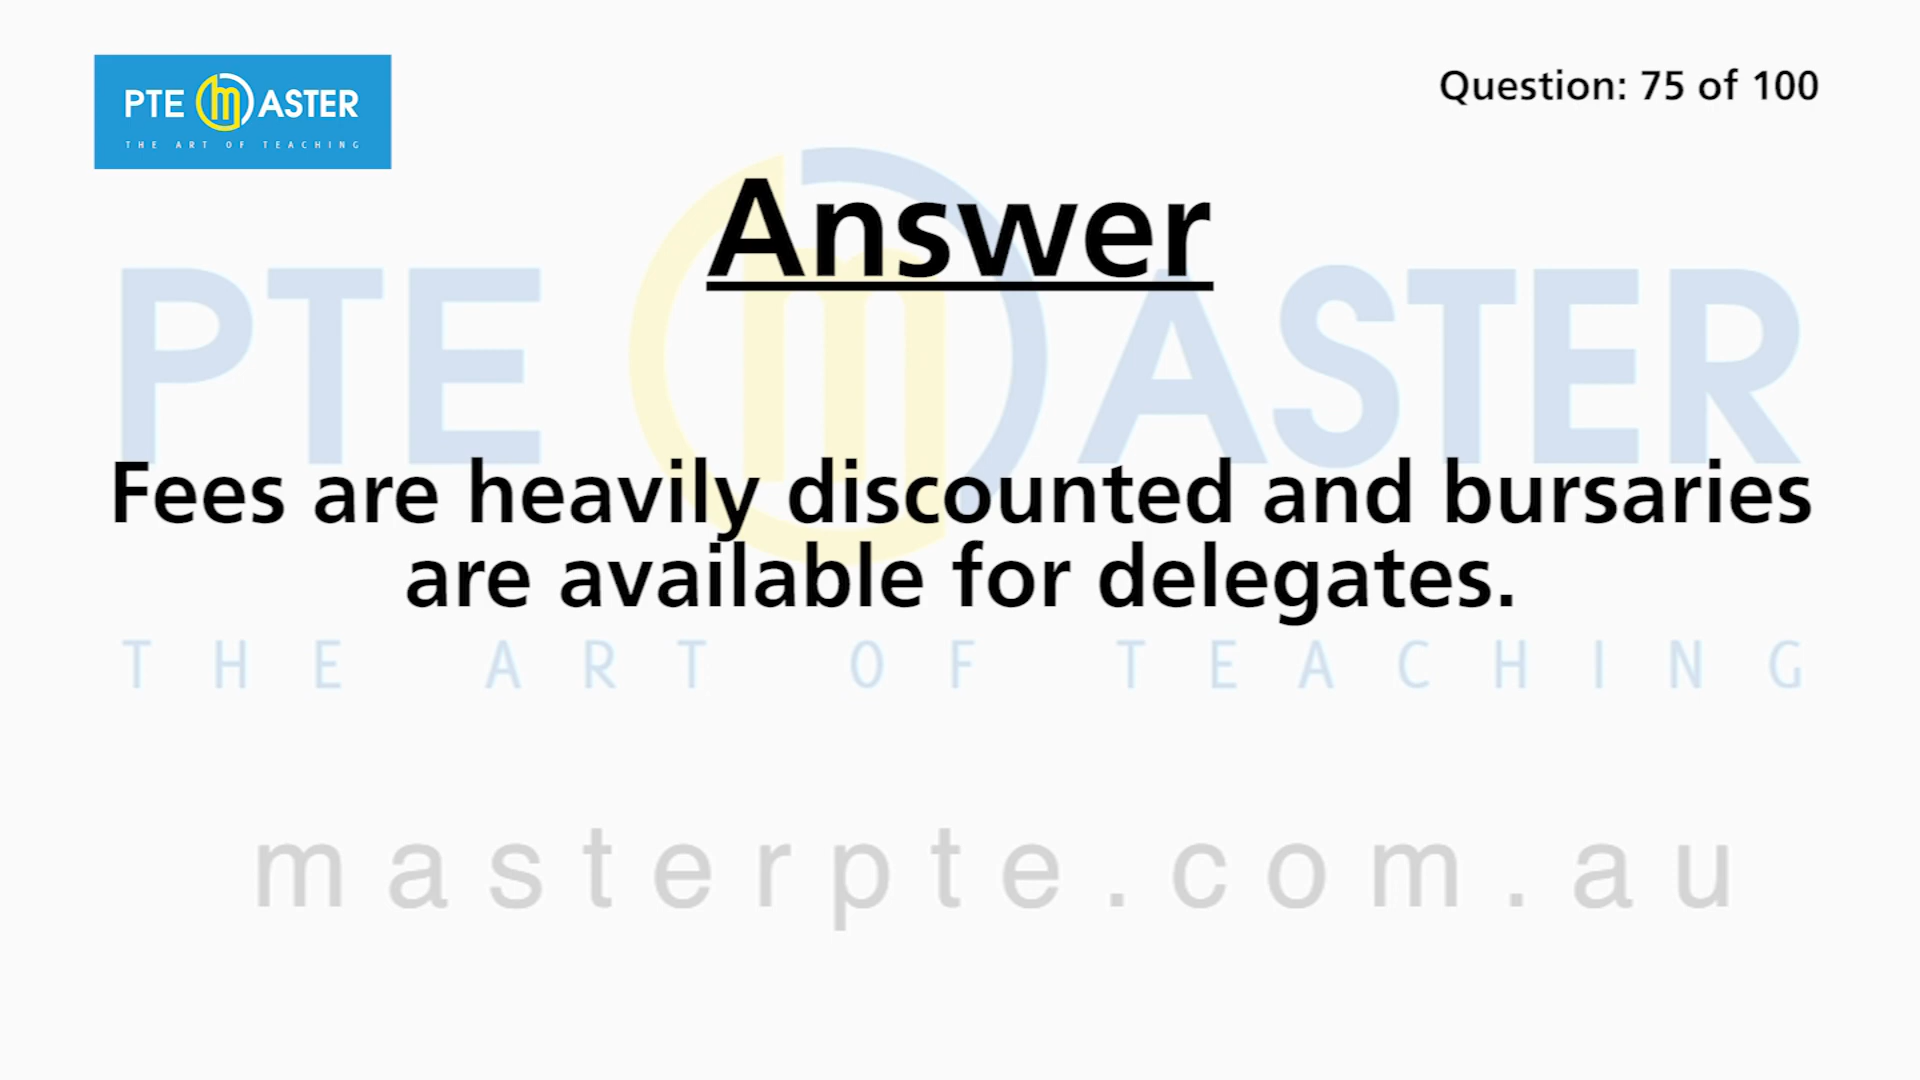 PTE MASTER
THE ART OF TEACHING
Question: 75 of 100
Answer
PTE MASTER
Fees are heavily discounted and bursaries
are available for delegates.
THE ART OF TEACHING
masterpte.com.au